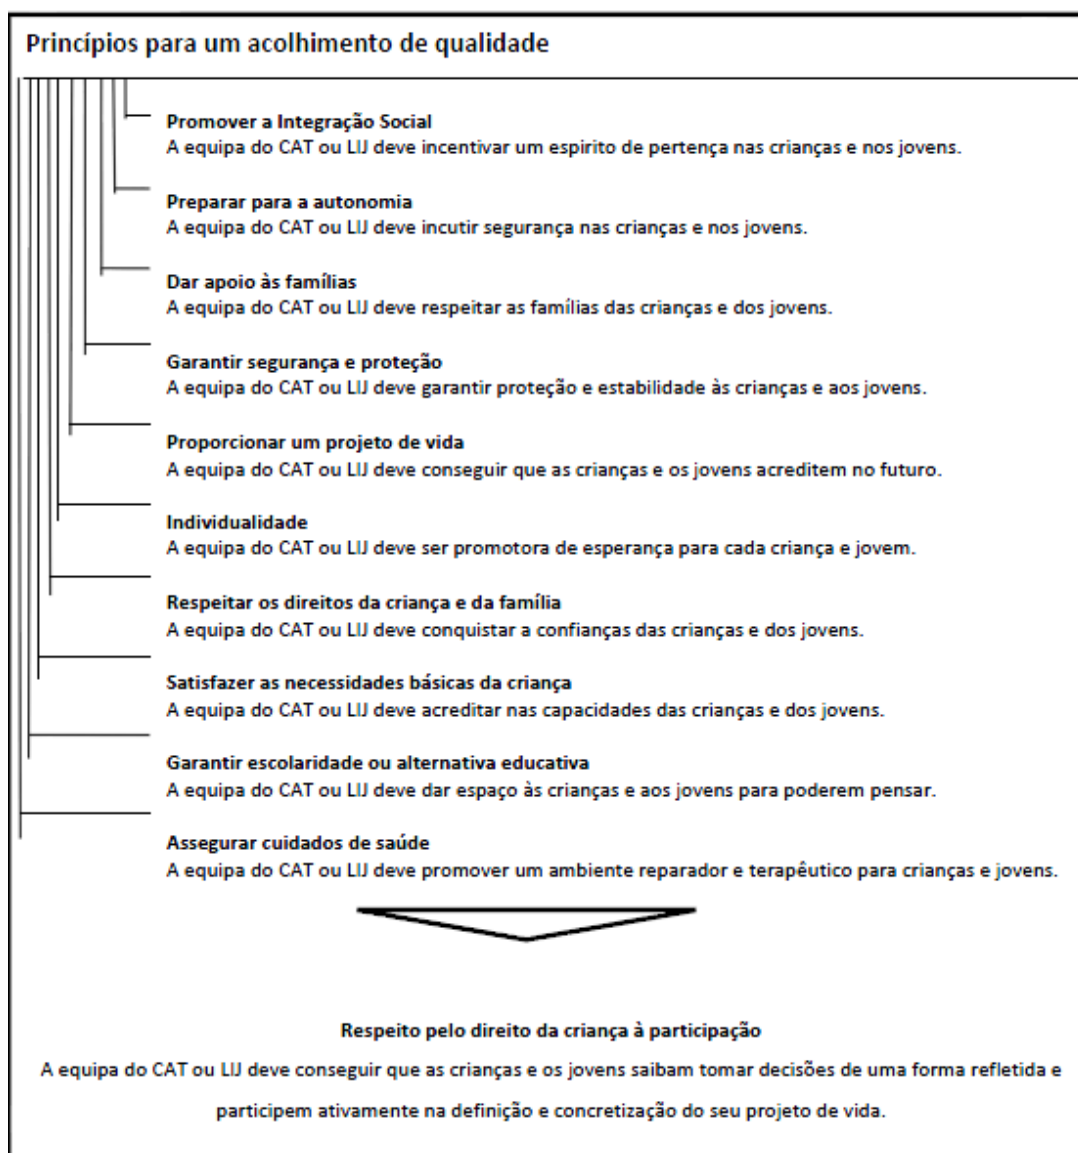 Princípios para um acolhimento de qualidade
Promover a Integração Social
A equipa do CAT ou LIJ deve incentivar um espirito de pertença nas crianças e nos jovens.
Preparar para a autonomia
A equipa do CAT ou LIJ deve incutir segurança nas crianças e nos jovens.
Dar apoio às famílias
A equipa do CAT ou LIJ deve respeitar as famílias das crianças e dos jovens.
Garantir segurança e proteção
A equipa do CAT ou LIJ deve garantir proteção e estabilidade às crianças e aos jovens.
Proporcionar um projeto de vida
A equipa do CAT ou LIJ deve conseguir que as crianças e os jovens acreditem no futuro.
Individualidade
A equipa do CAT ou LIJ deve ser promotora de esperança para cada criança e jovem.
Respeitar os direitos da criança e da família
A equipa do CAT ou LIJ deve conquistar a confianças das crianças e dos jovens.
Satisfazer as necessidades básicas da criança
A equipa do CAT ou LIJ deve acreditar nas capacidades das crianças e dos jovens.
Garantir escolaridade ou alternativa educativa
A equipa do CAT ou LIJ deve dar espaço às crianças e aos jovens para poderem pensar.
Assegurar cuidados de saúde
A equipa do CAT ou LIJ deve promover um ambiente reparador e terapêutico para crianças e jovens.
Respeito pelo direito da criança à participação
A equipa do CAT ou LIJ deve conseguir que as crianças e os jovens saibam tomar decisões de uma forma refletida e
participem ativamente na definição e concretização do seu projeto de vida.